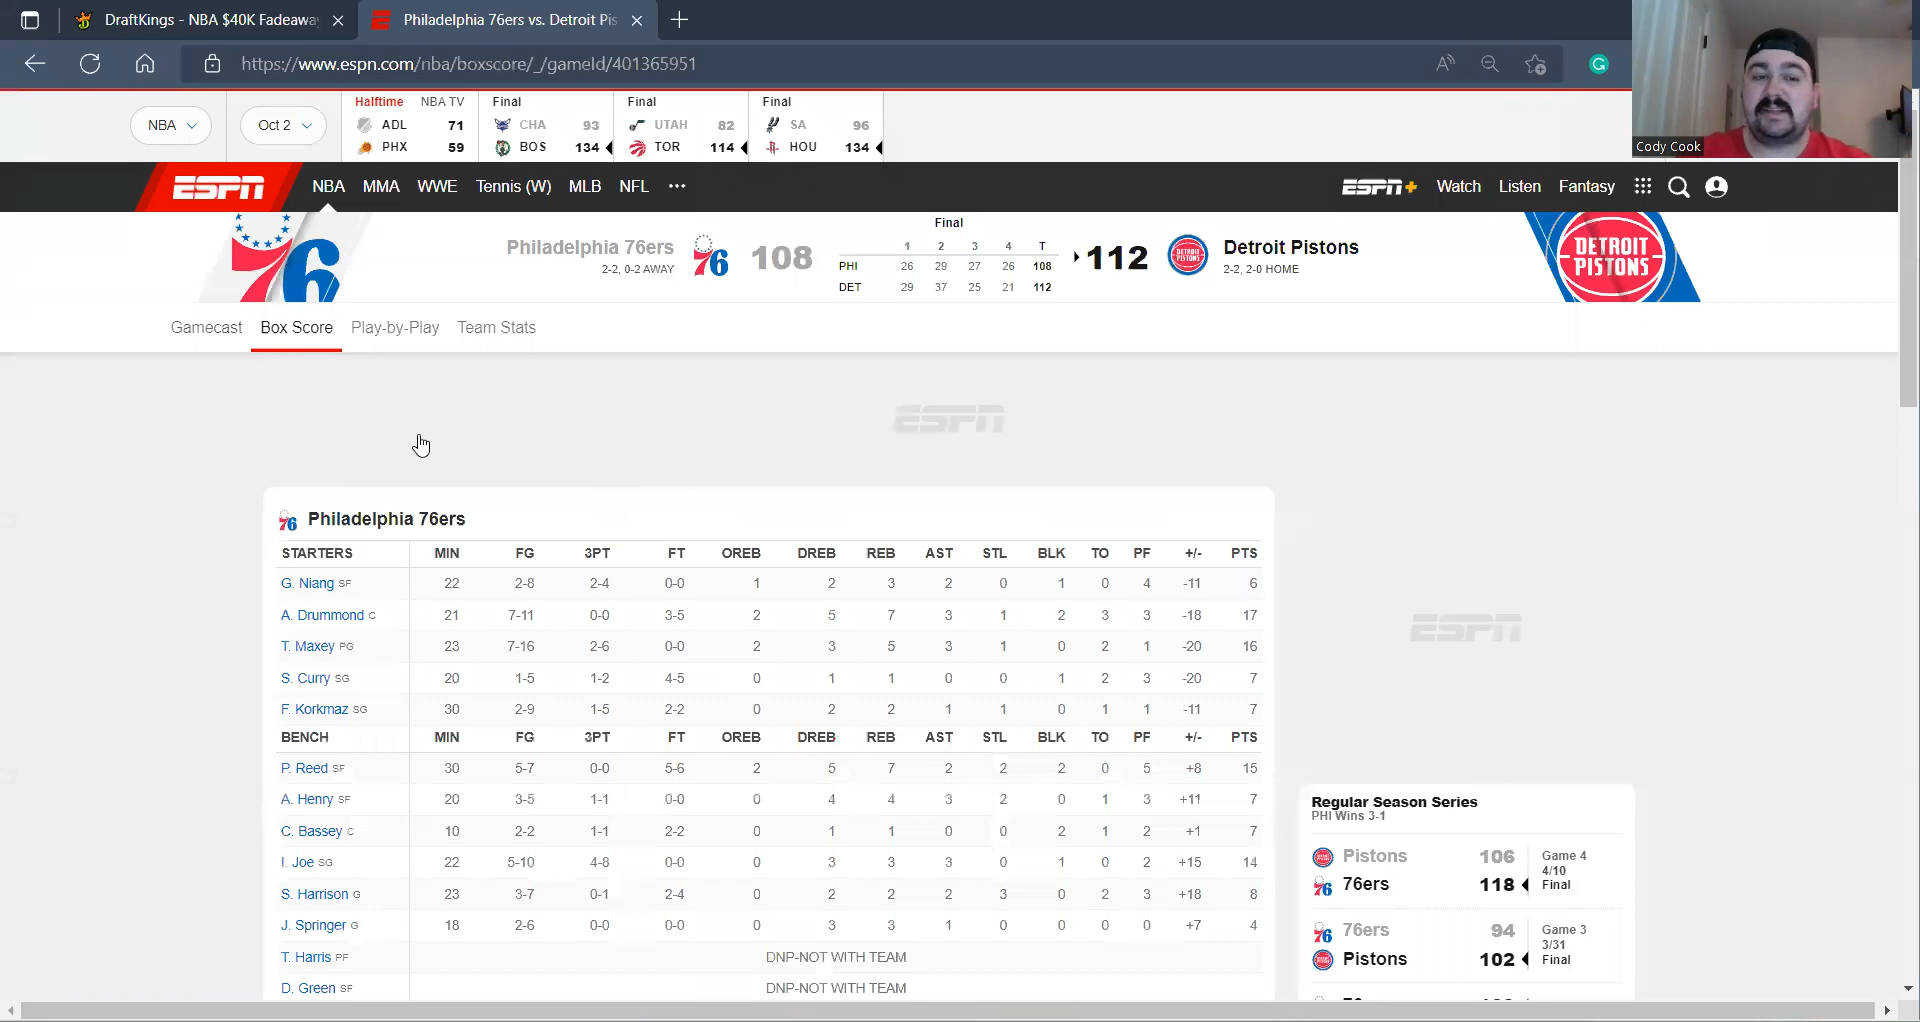 DraftKings - NBA $40K Fadeaway
Philadelphia 76ers vs. Detroit Pis
https://www.espn.com/nba/boxscore/_/gameId/401365951
Cody Cook
NBA
Oct 2
Halftime NBA TV
ADL 71
PHX 59
Final
CHA 93
BOS 134
Final
UTAH 82
TOR 114
Final
SA 96
HOU 134
ESPN NBA MMA WWE Tennis (W) MLB NFL ... ESPN+ Watch Listen Fantasy
76
Philadelphia 76ers
2-2, 0-2 AWAY
76
108
Final
1 2 3 4 T
PHI 26 29 27 26 108
DET 29 37 25 21 112
112
Detroit Pistons
2-2, 2-0 HOME
DETROIT
PISTONS
Gamecast Box Score Play-by-Play Team Stats
ESPN
76 Philadelphia 76ers
STARTERS MIN FG 3PT FT OREB DREB REB AST STL BLK TO PF +/- PTS
G. Niang SF 22 2-8 2-4 0-0 1 2 3 2 0 1 0 4 -11 6
A. Drummond C 21 7-11 0-0 3-5 2 5 7 3 1 2 3 3 -18 17
T. Maxey PG 23 7-16 2-6 0-0 2 3 5 3 1 0 2 1 -20 16
S. Curry SG 20 1-5 1-2 4-5 0 1 1 0 0 1 2 3 -20 7
F. Korkmaz SG 30 2-9 1-5 2-2 0 2 2 1 1 0 1 1 -11 7
BENCH MIN FG 3PT FT OREB DREB REB AST STL BLK TO PF +/- PTS
P. Reed SF 30 5-7 0-0 5-6 2 5 7 2 2 2 0 5 +8 15
A. Henry SF 20 3-5 1-1 0-0 0 4 4 3 2 0 1 3 +11 7
C. Bassey C 10 2-2 1-1 2-2 0 1 1 0 0 2 1 2 +1 7
I. Joe SG 22 5-10 4-8 0-0 0 3 3 3 0 1 0 2 +15 14
S. Harrison G 23 3-7 0-1 2-4 0 2 2 2 3 0 2 3 +18 8
J. Springer G 18 2-6 0-0 0-0 0 3 3 1 0 0 0 0 +7 4
T. Harris PF DNP-NOT WITH TEAM
D. Green SF DNP-NOT WITH TEAM
ESPN
Regular Season Series
PHI Wins 3-1
Pistons 106
76ers 118
Game 4
4/10
Final
76ers 94
Pistons 102
Game 3
3/31
Final